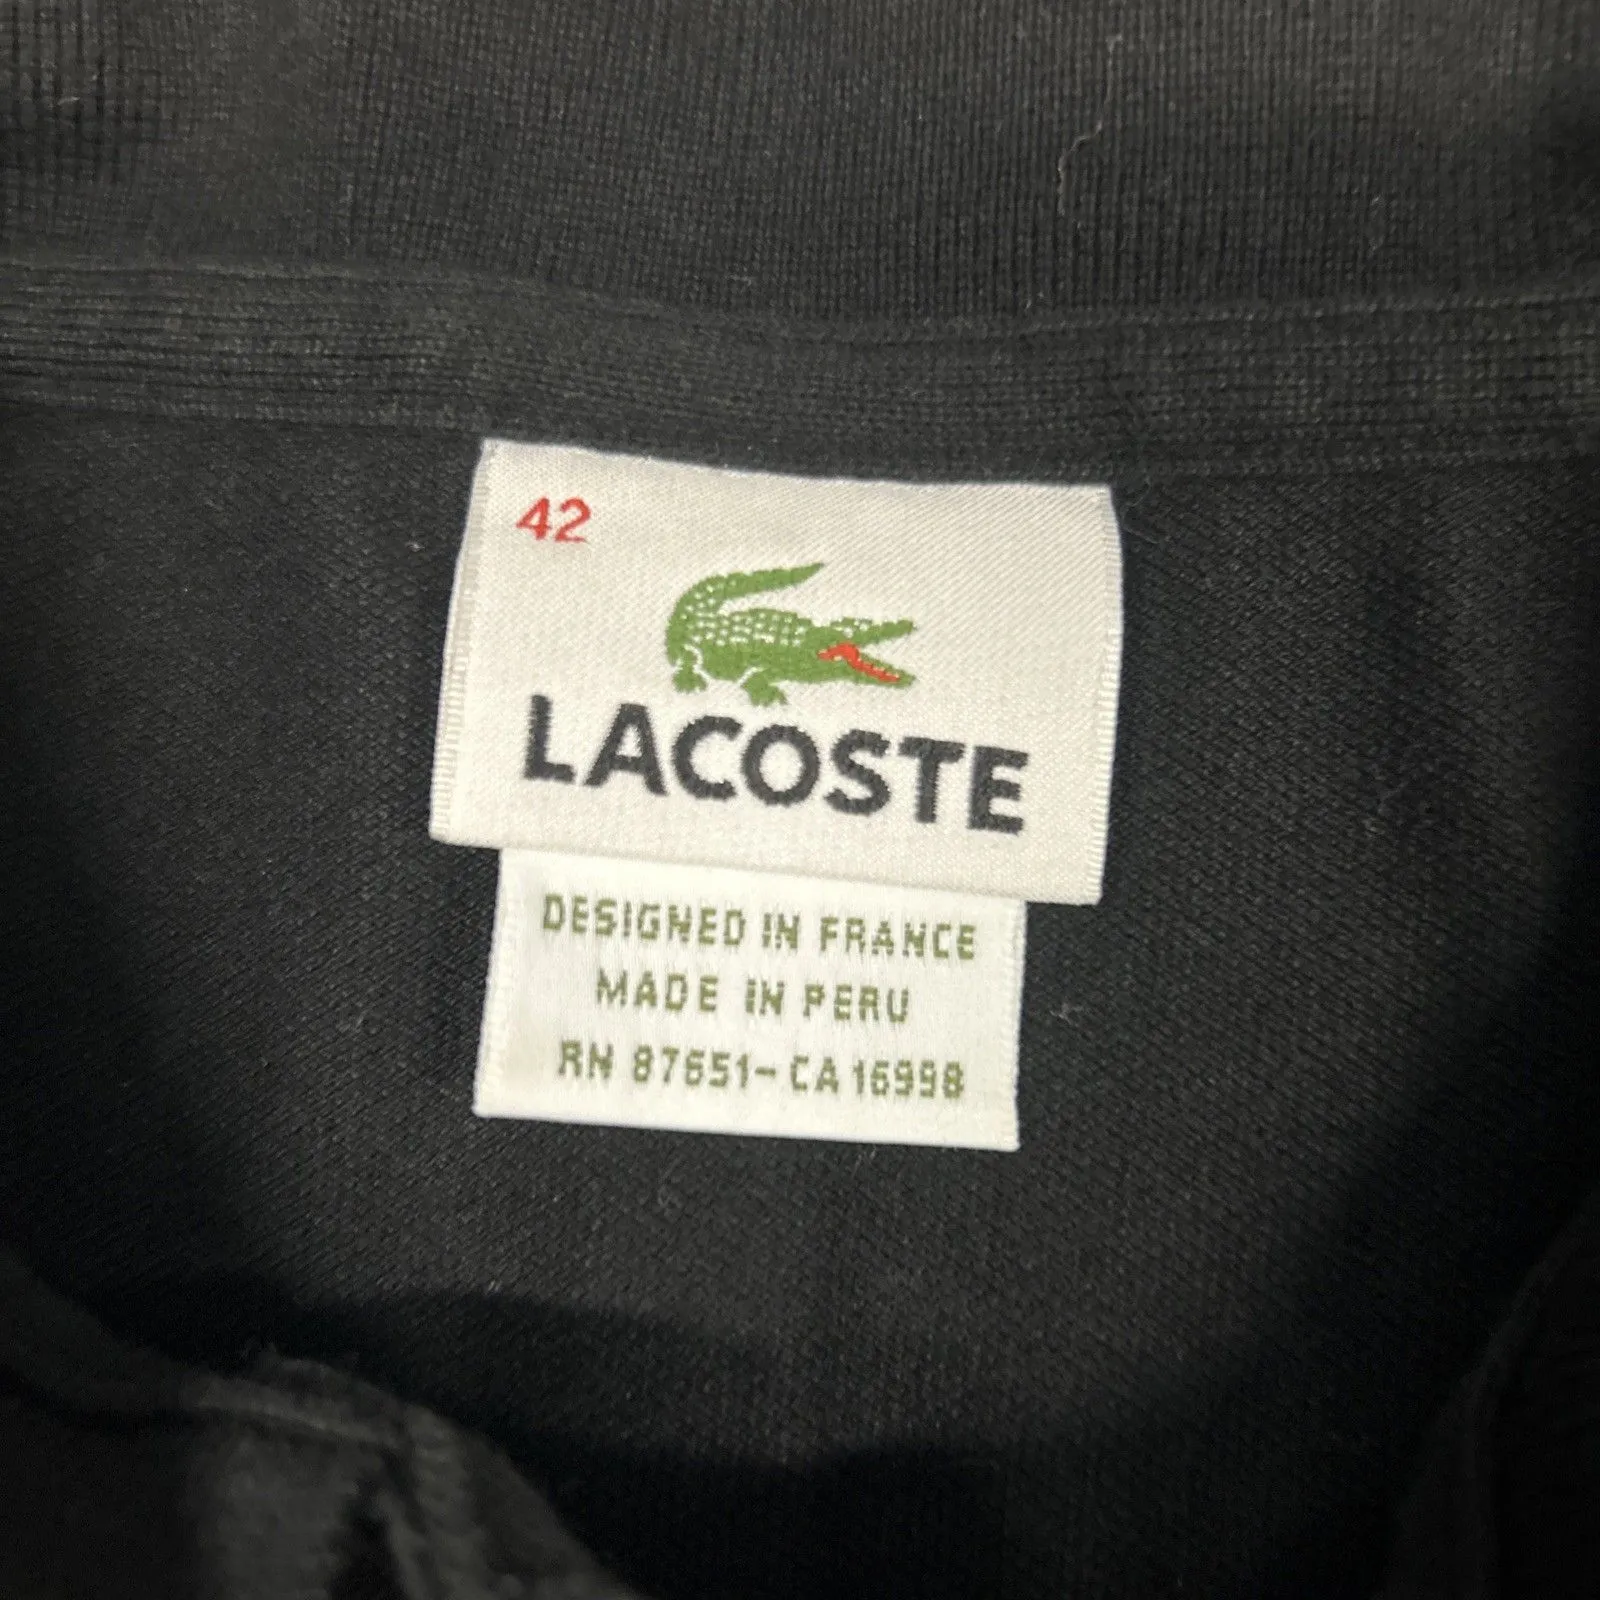 42
LACOSTE
DESIGNED IN FRANCE
MADE IN PERU
RN 87651-CA 16998